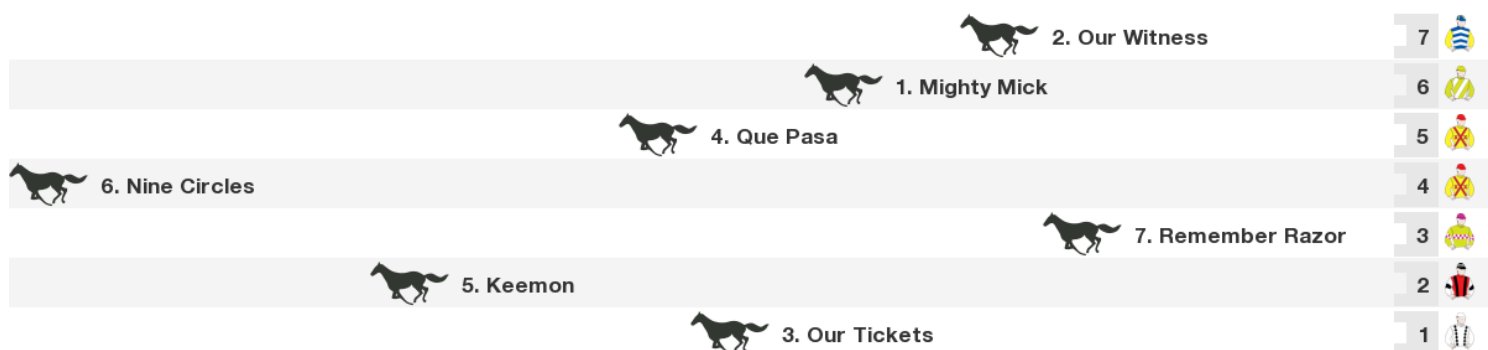 2. Our Witness 7
1. Mighty Mick 6
4. Que Pasa 5
6. Nine Circles 4
7. Remember Razor 3
5. Keemon 2
3. Our Tickets 1